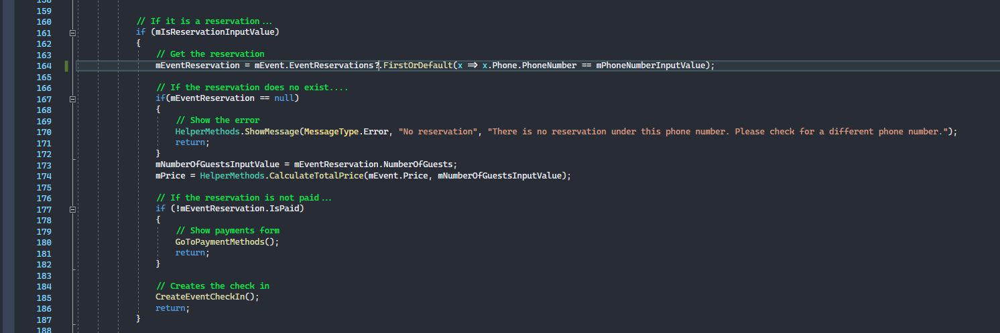 158
159
160 // If it is a reservation...
161 if (mIsReservationInputValue)
162 {
163 // Get the reservation
164 mEventReservation = mEvent.EventReservations?.FirstOrDefault(x => x.Phone.PhoneNumber == mPhoneNumberInputValue);
165
166 // If the reservation does no exist....
167 if(mEventReservation == null)
168 {
169 // Show the error
170 HelperMethods.ShowMessage(MessageType.Error, "No reservation", "There is no reservation under this phone number. Please check for a different phone number.");
171 return;
172 }
173 mNumberOfGuestsInputValue = mEventReservation.NumberOfGuests;
174 mPrice = HelperMethods.CalculateTotalPrice(mEvent.Price, mNumberOfGuestsInputValue);
175
176 // If the reservation is not paid...
177 if (!mEventReservation.IsPaid)
178 {
179 // Show payments form
180 GoToPaymentMethods();
181 return;
182 }
183
184 // Creates the check in
185 CreateEventCheckIn();
186 return;
187 }
188